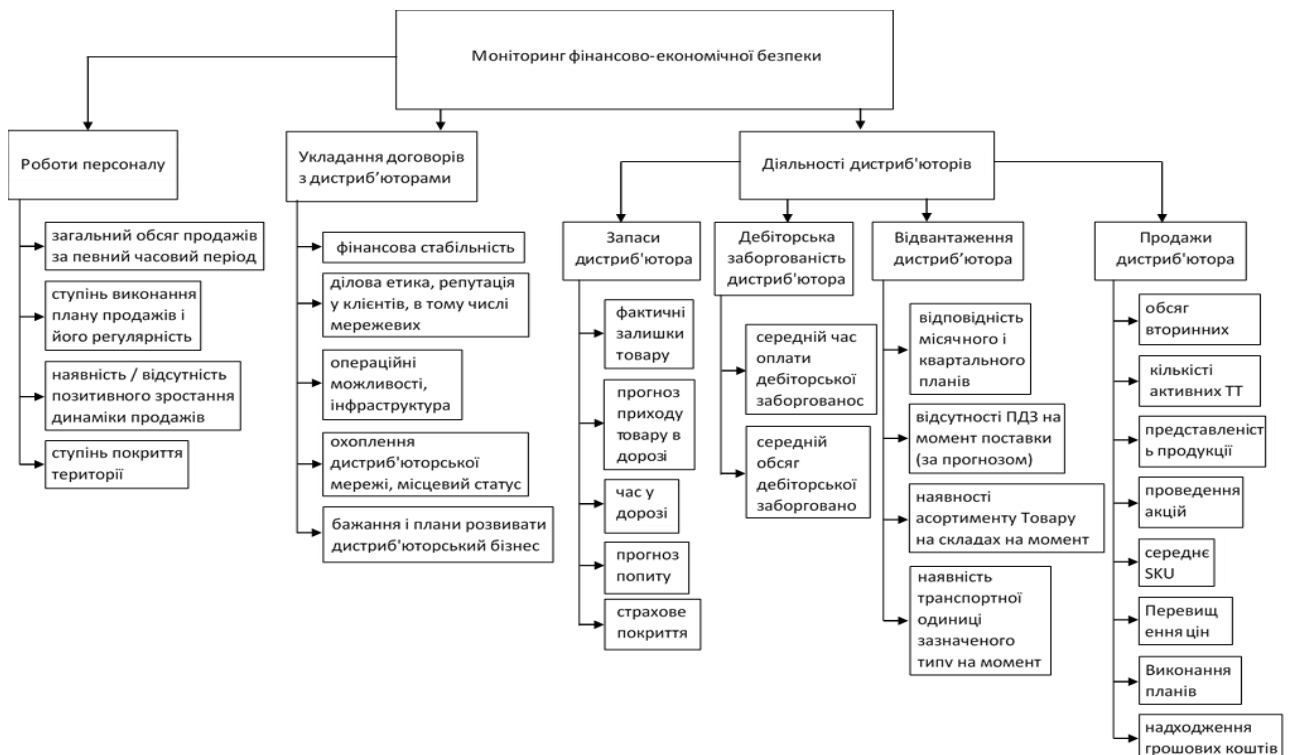 Моніторинг фінансово-економічної безпеки
Роботи персоналу
загальний обсяг продажів
за певний часовий період
ступінь виконання
плану продажів і
його регулярність
наявність / відсутність
позитивного зростання
динаміки продажів
ступінь покриття
території
Укладання договорів
з дистриб’юторами
фінансова стабільність
ділова етика, репутація
у клієнтів, в тому числі
мережевих
операційні
можливості,
інфраструктура
охоплення
дистриб'юторської
мережі, місцевий статус
бажання і плани розвивати
дистриб'юторський бізнес
Діяльності дистриб'юторів
Запаси
дистриб'ютора
фактичні
залишки
товару
прогноз
приходу
товару в
дорозі
час у
дорозі
прогноз
попиту
страхове
покриття
Дебіторська
заборгованість
дистриб'ютора
середній час
оплати
дебіторської
заборгованос
середній
обсяг
дебіторської
заборговано
Відвантаження
дистриб’ютора
відповідність
місячного і
квартального
планів
відсутності ПДЗ на
момент поставки
(за прогнозом)
наявності
асортименту Товару
на складах на момент
наявність
транспортної
одиниці
зазначеного
типу на момент
Продажи
дистриб'ютора
обсяг
вторинних
кількісті
активних ТТ
представленіст
ь продукції
проведення
акцій
середнє
SKU
Перевищ
ення цін
Виконання
планів
надходження
грошових коштів